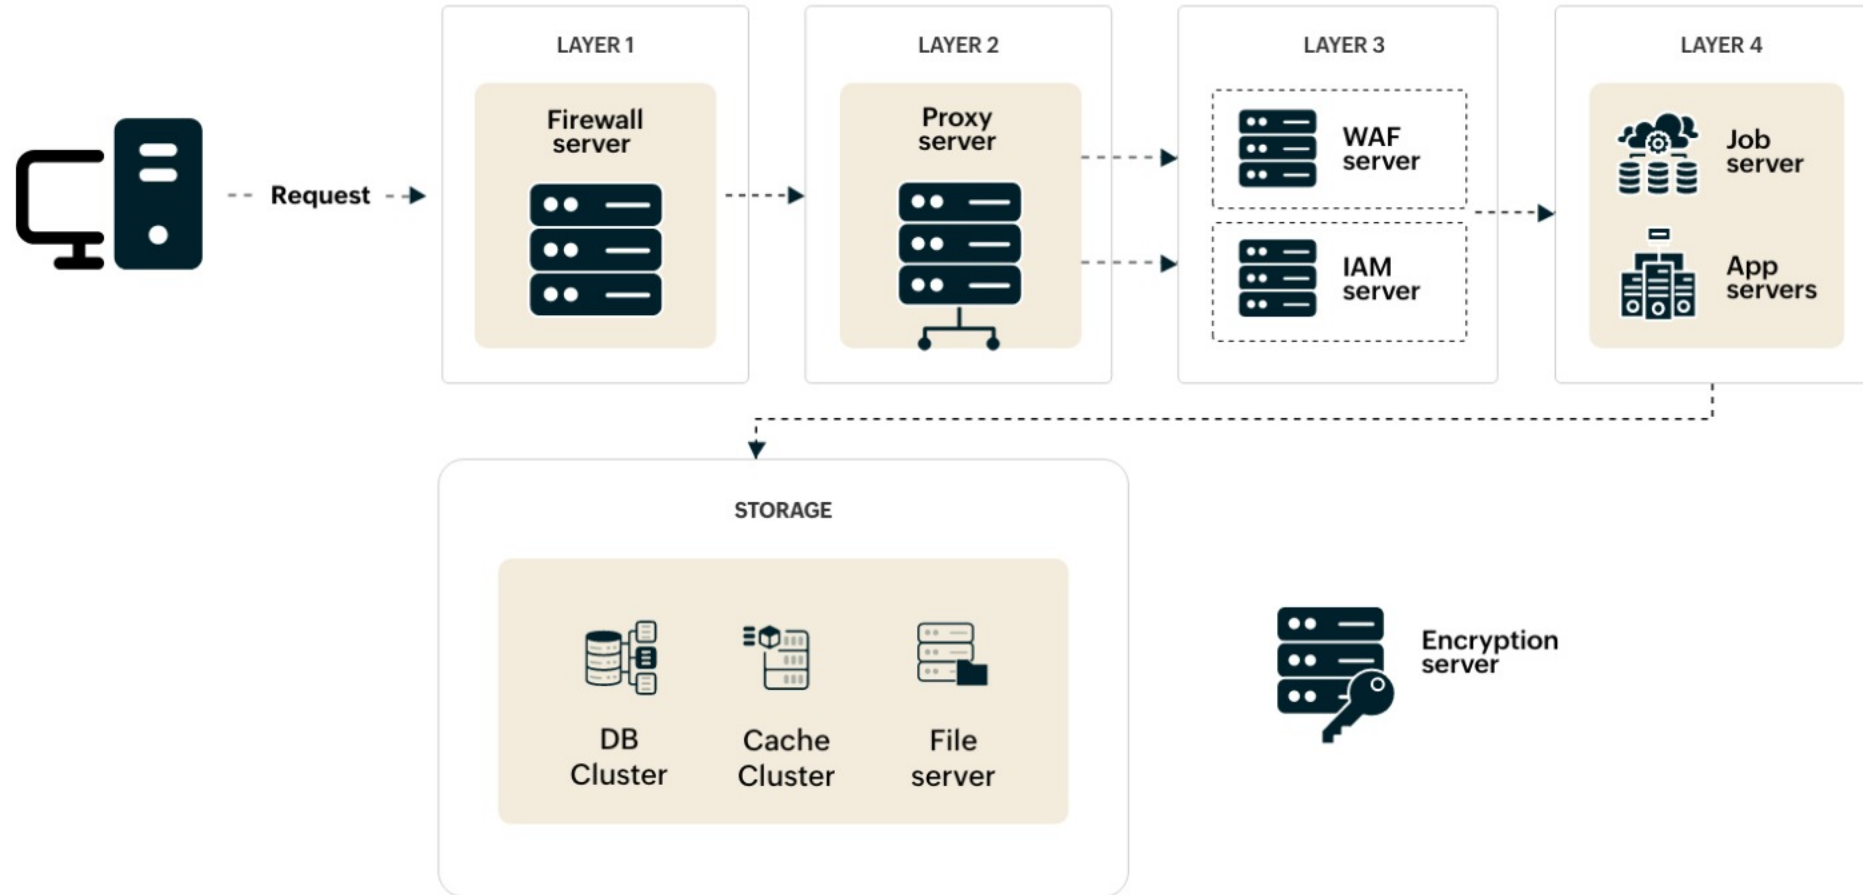 LAYER 1
LAYER 2
LAYER 3
LAYER 4
Request
Firewall
server
Proxy
server
WAF
server
IAM
server
Job
server
App
servers
STORAGE
DB
Cluster
Cache
Cluster
File
server
Encryption
server